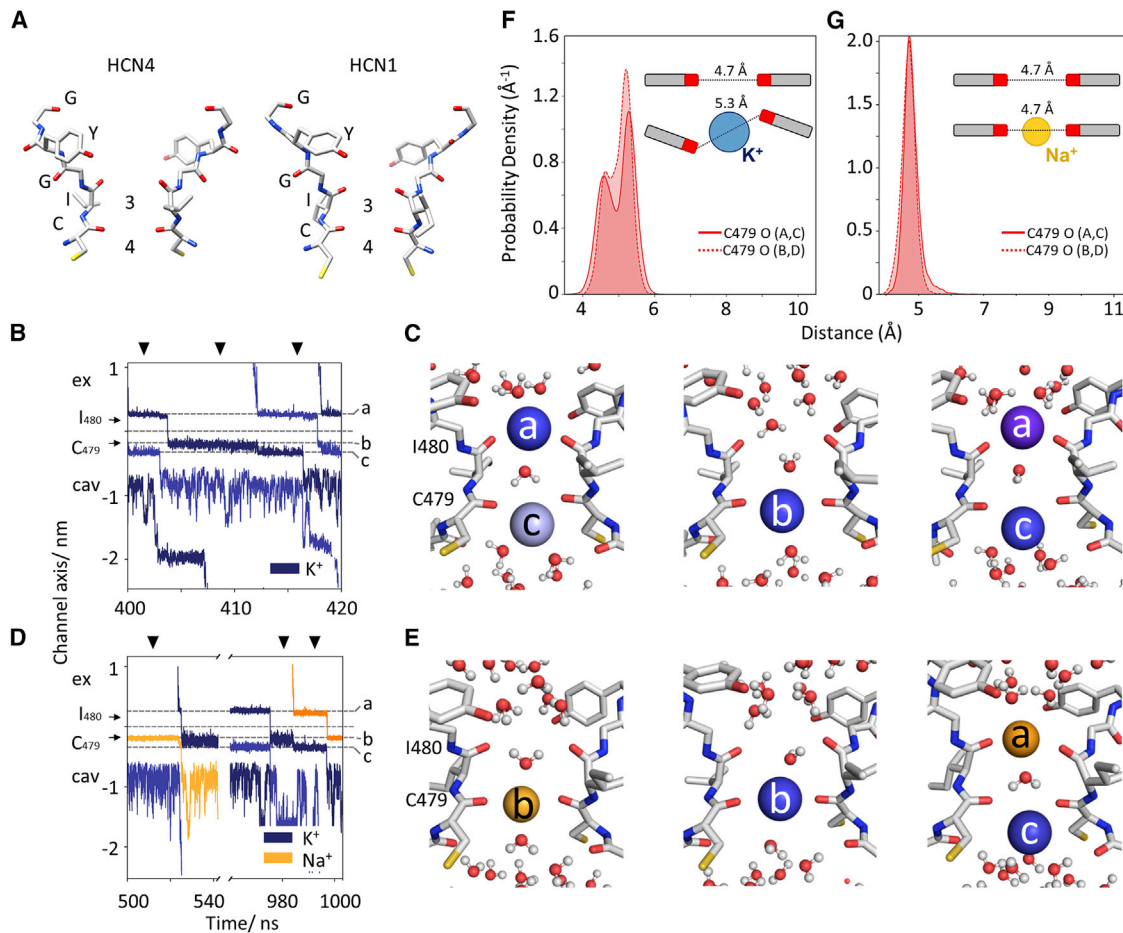 A
HCN4
HCN1
G
Y
G
I
C
3
4
G
Y
G
I
C
3
4
F
1.6
1.2
0.8
0.4
0
Probability Density (Å⁻¹)
4.7 Å
5.3 Å
K⁺
C479 O (A,C)
C479 O (B,D)
4
6
8
10
G
2.0
1.5
1.0
0.5
0
4.7 Å
4.7 Å
Na⁺
C479 O (A,C)
C479 O (B,D)
5
7
9
11
Distance (Å)
B
1
ex
I₄₈₀
C₄₇₉
cav
-1
-2
a
b
c
K⁺
400
410
420
Channel axis/ nm
C
I480
C479
a
c
b
a
c
D
1
ex
I₄₈₀
C₄₇₉
cav
-1
-2
a
b
c
K⁺
Na⁺
500
540
980
1000
Time/ ns
E
I480
C479
b
b
a
c